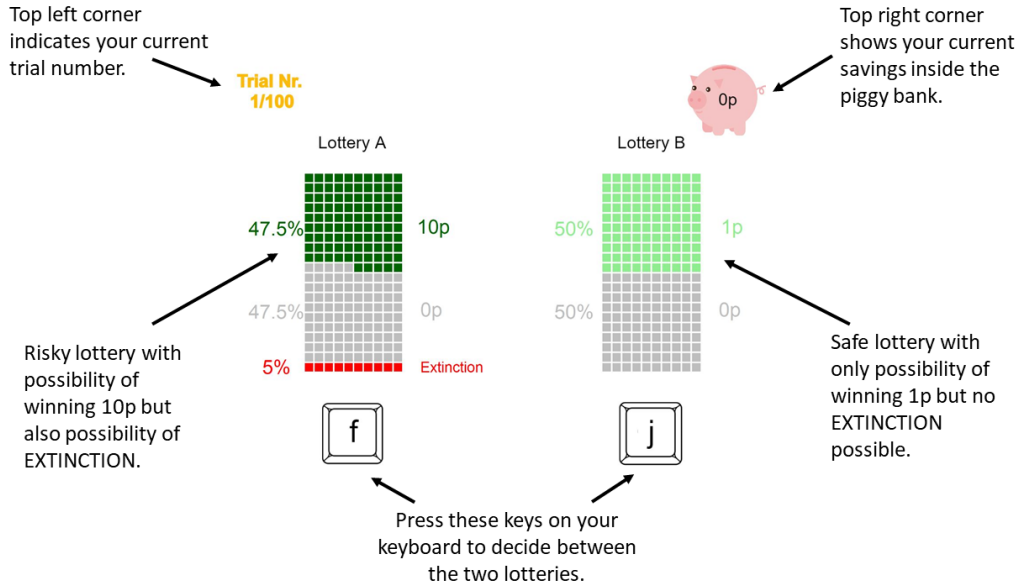 Top left corner
indicates your current
trial number.
Top right corner
shows your current
savings inside the
piggy bank.
Trial Nr.
1/100
0p
Lottery A
Lottery B
47.5%
10p
50%
1p
47.5%
0p
50%
0p
5%
Extinction
Risky lottery with
possibility of
winning 10p but
also possibility of
EXTINCTION.
Safe lottery with
only possibility of
winning 1p but no
EXTINCTION
possible.
f
j
Press these keys on your
keyboard to decide between
the two lotteries.